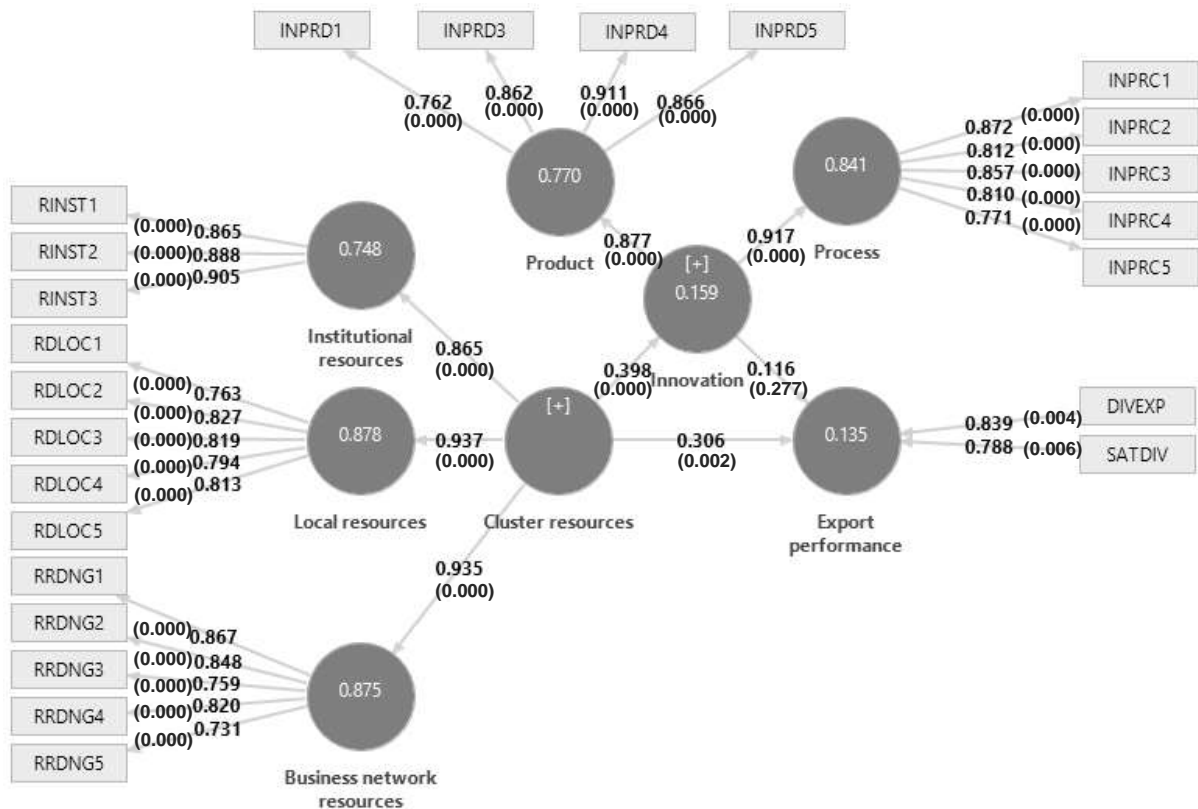 INPRD1
INPRD3
INPRD4
INPRD5
0.762
(0.000)
0.862
(0.000)
0.911
(0.000)
0.866
(0.000)
0.770
Product
INPRC1
INPRC2
INPRC3
INPRC4
INPRC5
0.872
(0.000)
0.812
(0.000)
0.857
(0.000)
0.810
(0.000)
0.771
(0.000)
0.841
Process
0.877
(0.000)
0.917
(0.000)
[+]
0.159
Innovation
RINST1
RINST2
RINST3
(0.000)
0.865
(0.000)
0.888
(0.000)
0.905
0.748
Institutional
resources
0.865
(0.000)
0.398
(0.000)
0.116
(0.277)
RDLOC1
RDLOC2
RDLOC3
RDLOC4
RDLOC5
(0.000)
0.763
(0.000)
0.827
(0.000)
0.819
(0.000)
0.794
(0.000)
0.813
0.878
Local resources
0.937
(0.000)
[+]
Cluster resources
0.306
(0.002)
0.135
Export
performance
0.839
(0.004)
0.788
(0.006)
DIVEXP
SATDIV
0.935
(0.000)
RRDNG1
RRDNG2
RRDNG3
RRDNG4
RRDNG5
(0.000)
0.867
(0.000)
0.848
(0.000)
0.759
(0.000)
0.820
(0.000)
0.731
0.875
Business network
resources